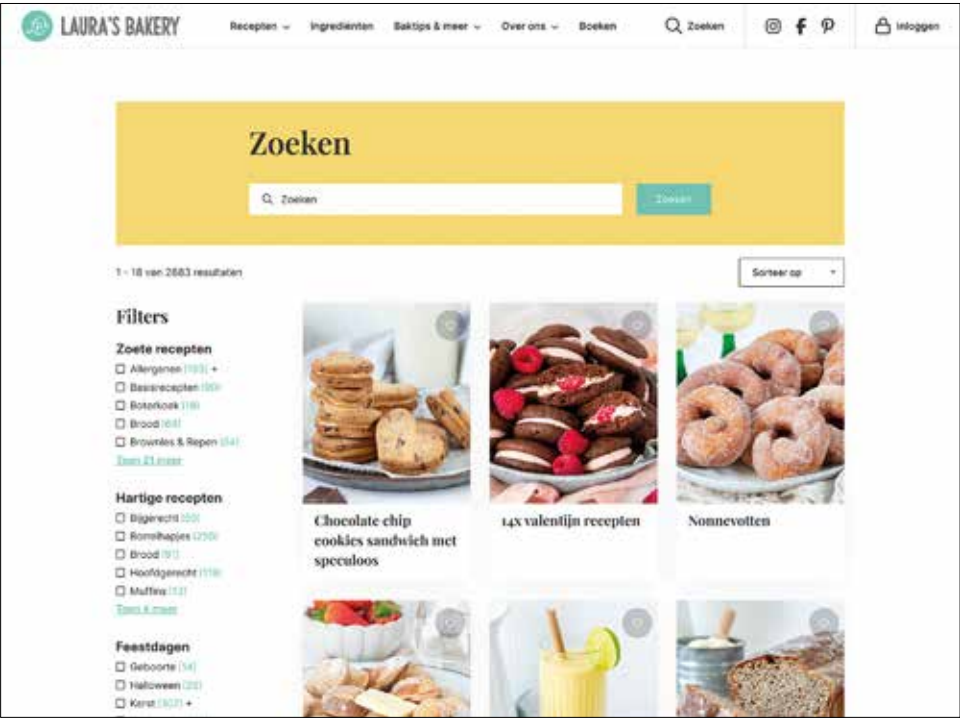 LAURA'S BAKERY
Recepten
Ingrediënten
Baktips & meer
Over ons
Boeken
Zoeken
Inloggen
Zoeken
Zoeken
Zoeken
1 - 18 van 2683 resultaten
Sorteer op
Filters
Zoete recepten
Allergenen (193) +
Basisrecepten
Boterkoek (18)
Brood
Brownies & Repen
Toon 21 meer
Hartige recepten
Bijgerecht
Borrelhapjes
Brood
Hoofdgerecht
Muffins
Toon 4 meer
Feestdagen
Geboorte (14)
Halloween
Kerst +
Chocolate chip
cookies sandwich met
speculoos
14x valentijn recepten
Nonnevotten